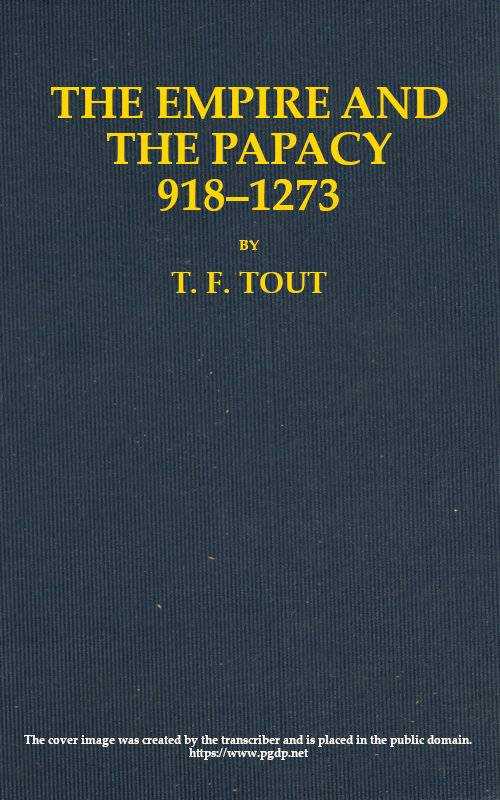 THE EMPIRE AND
THE PAPACY
918–1273
BY
T. F. TOUT
The cover image was created by the transcriber and is placed in the public domain.
https://www.pgdp.net